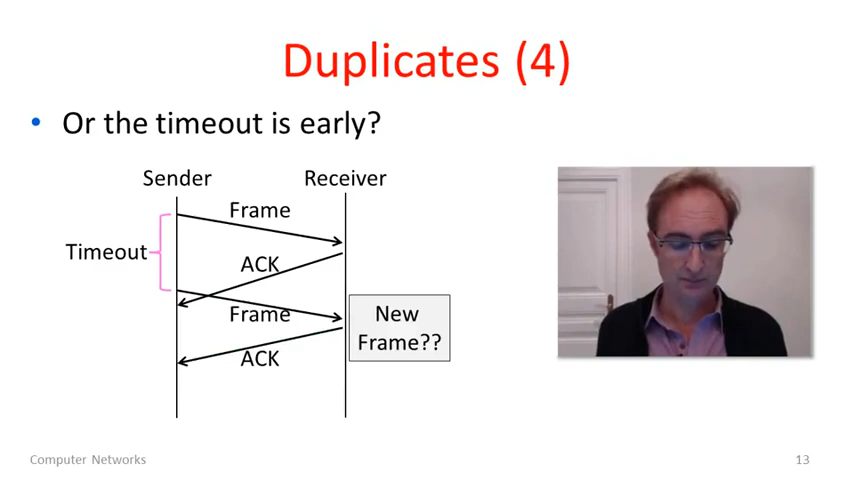 Duplicates (4)
• Or the timeout is early?
Sender
Receiver
Frame
Timeout
ACK
Frame
New
Frame??
ACK
Computer Networks
13